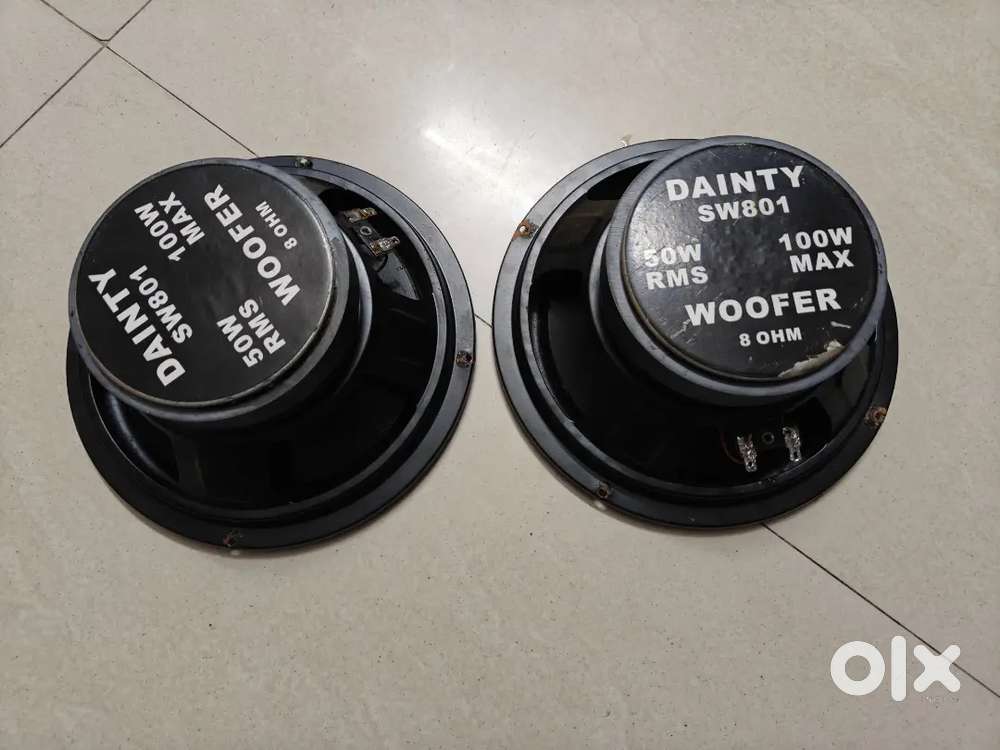 DAINTY
SW801
100W
MAX
50W
RMS
WOOFER
8 OHM
DAINTY
SW801
50W
RMS
100W
MAX
WOOFER
8 OHM
olx